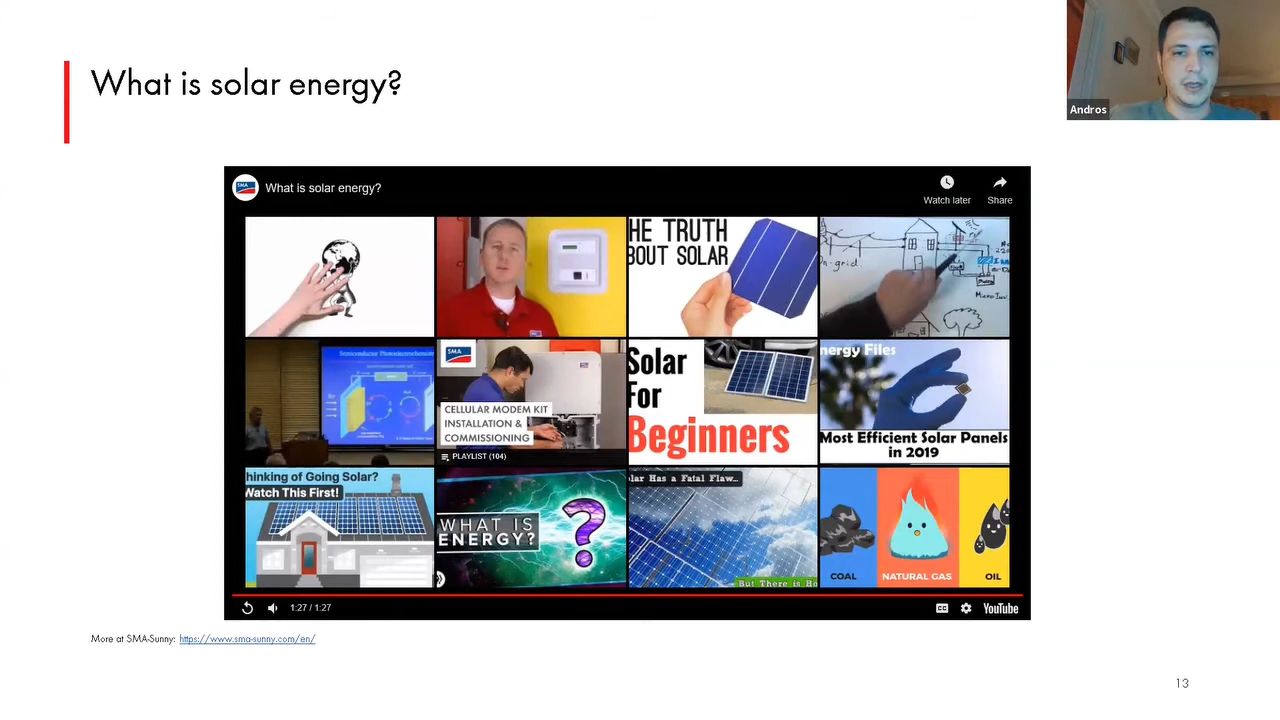 What is solar energy?
Andros
SMA
What is solar energy?
Watch later
Share
HE TRUTH
BOUT SOLAR
On-grid
Semiconductor Photoelectrochemistry
SMA
CELLULAR MODEM KIT
INSTALLATION &
COMMISSIONING
PLAYLIST (104)
Solar
For
Beginners
nergy Files
Most Efficient Solar Panels
in 2019
hinking of Going Solar?
Watch This First!
WHAT IS
ENERGY?
lar Has a Fatal Flaw...
But There is Ho
COAL
NATURAL GAS
OIL
1:27 / 1:27
CC
YouTube
More at SMA-Sunny: https://www.sma-sunny.com/en/
13